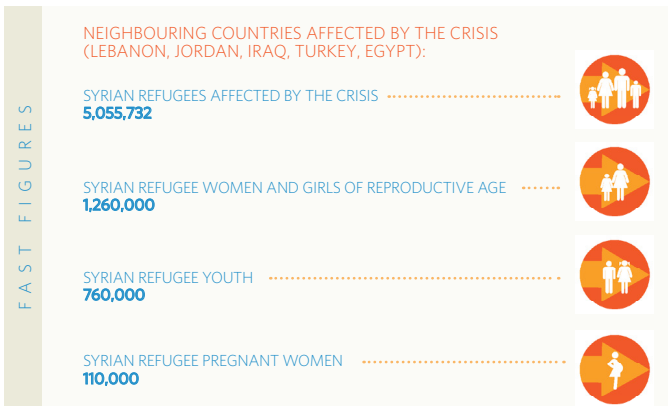 FAST FIGURES
NEIGHBOURING COUNTRIES AFFECTED BY THE CRISIS
(LEBANON, JORDAN, IRAQ, TURKEY, EGYPT):
SYRIAN REFUGEES AFFECTED BY THE CRISIS
5,055,732
SYRIAN REFUGEE WOMEN AND GIRLS OF REPRODUCTIVE AGE
1,260,000
SYRIAN REFUGEE YOUTH
760,000
SYRIAN REFUGEE PREGNANT WOMEN
110,000